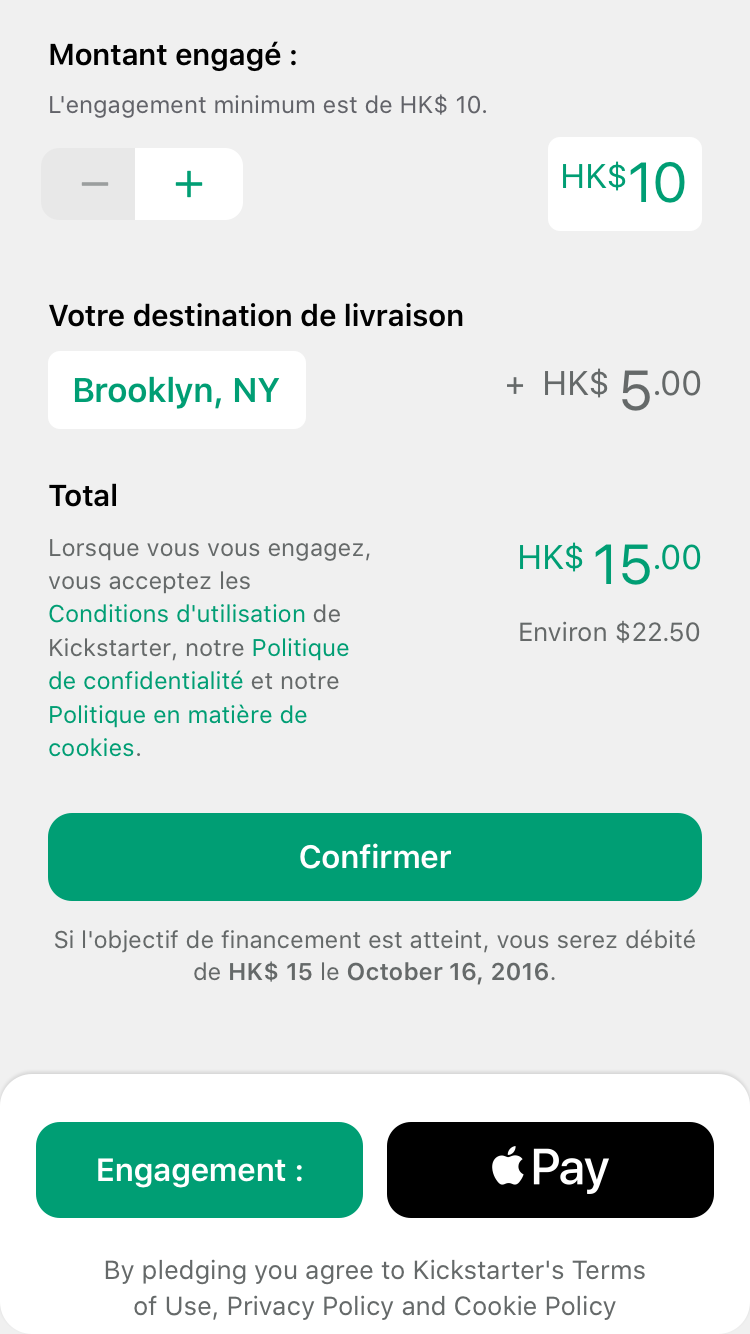 Montant engagé :
L'engagement minimum est de HK$ 10.
− +
HK$10
Votre destination de livraison
Brooklyn, NY
+ HK$ 5.00
Total
Lorsque vous vous engagez,
vous acceptez les
Conditions d'utilisation de
Kickstarter, notre Politique
de confidentialité et notre
Politique en matière de
cookies.
HK$ 15.00
Environ $22.50
Confirmer
Si l'objectif de financement est atteint, vous serez débité
de HK$ 15 le October 16, 2016.
Engagement :
Pay
By pledging you agree to Kickstarter's Terms
of Use, Privacy Policy and Cookie Policy